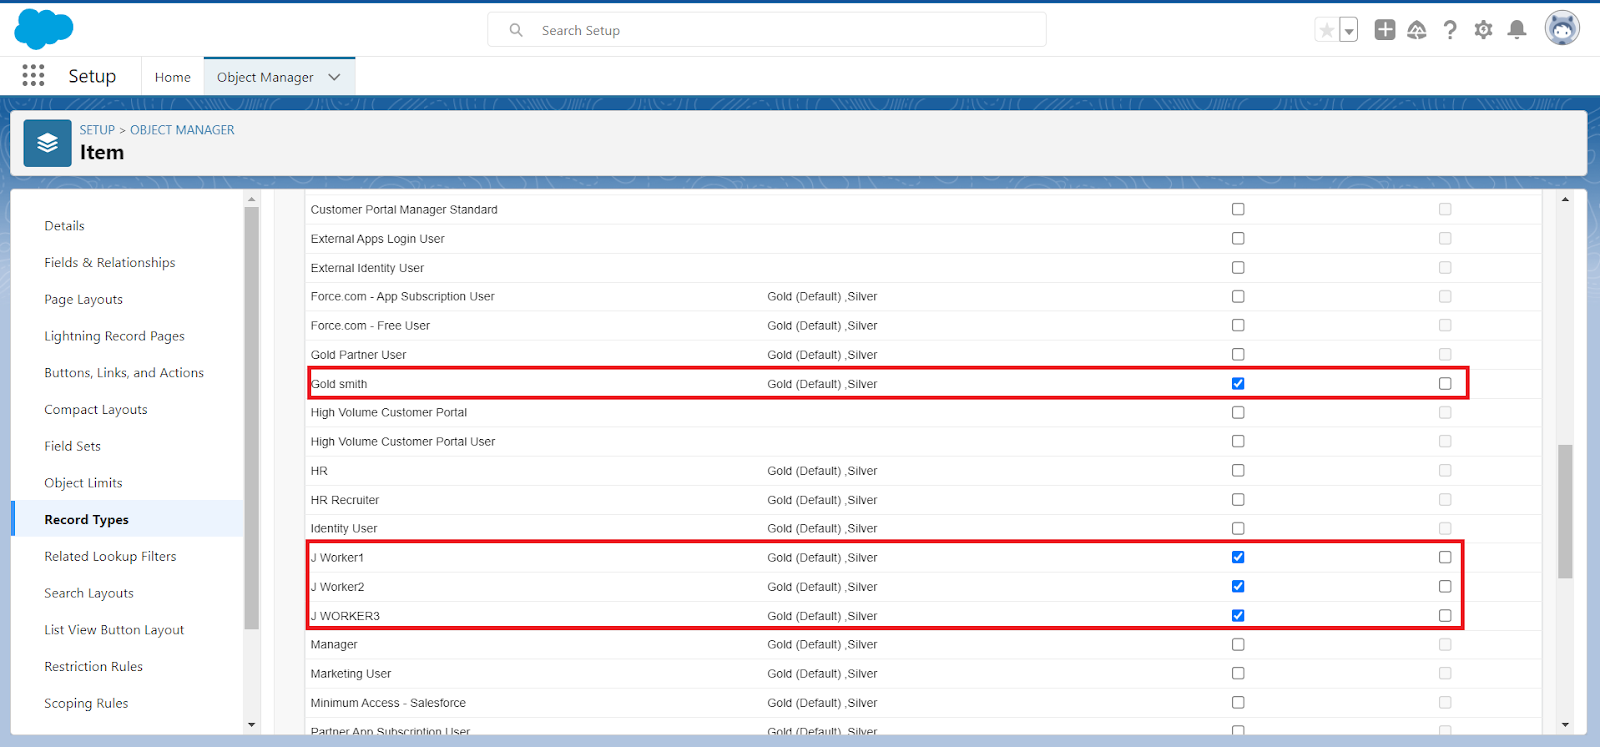 Search Setup
Setup
Home
Object Manager
SETUP > OBJECT MANAGER
Item
Details
Fields & Relationships
Page Layouts
Lightning Record Pages
Buttons, Links, and Actions
Compact Layouts
Field Sets
Object Limits
Record Types
Related Lookup Filters
Search Layouts
List View Button Layout
Restriction Rules
Scoping Rules
Customer Portal Manager Standard
External Apps Login User
External Identity User
Force.com - App Subscription User Gold (Default) ,Silver
Force.com - Free User Gold (Default) ,Silver
Gold Partner User Gold (Default) ,Silver
Gold smith Gold (Default) ,Silver
High Volume Customer Portal
High Volume Customer Portal User
HR Gold (Default) ,Silver
HR Recruiter Gold (Default) ,Silver
Identity User Gold (Default) ,Silver
J Worker1 Gold (Default) ,Silver
J Worker2 Gold (Default) ,Silver
J WORKER3 Gold (Default) ,Silver
Manager Gold (Default) ,Silver
Marketing User Gold (Default) ,Silver
Minimum Access - Salesforce Gold (Default) ,Silver
Partner App Subscription User Gold (Default) ,Silver